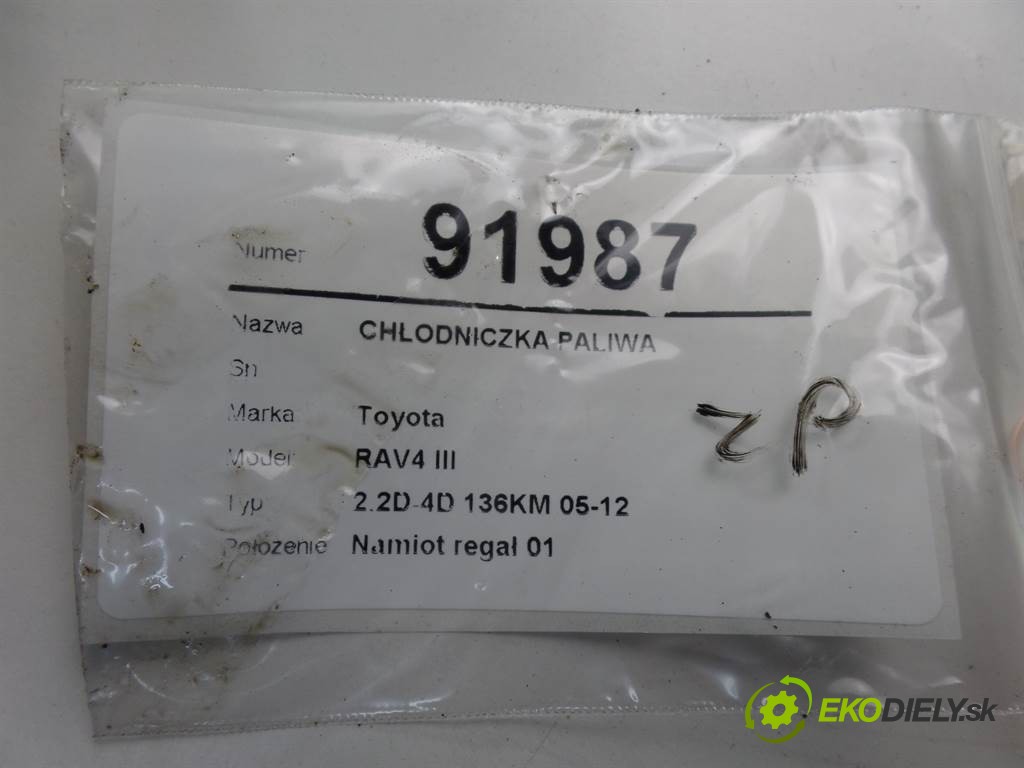 Numer 91987
Nazwa CHŁODNICZKA PALIWA
Sn
Marka Toyota
Model RAV4 III
Typ 2.2D-4D 136KM 05-12
Położenie Namiot regał 01
ZP
EKODIELY.sk